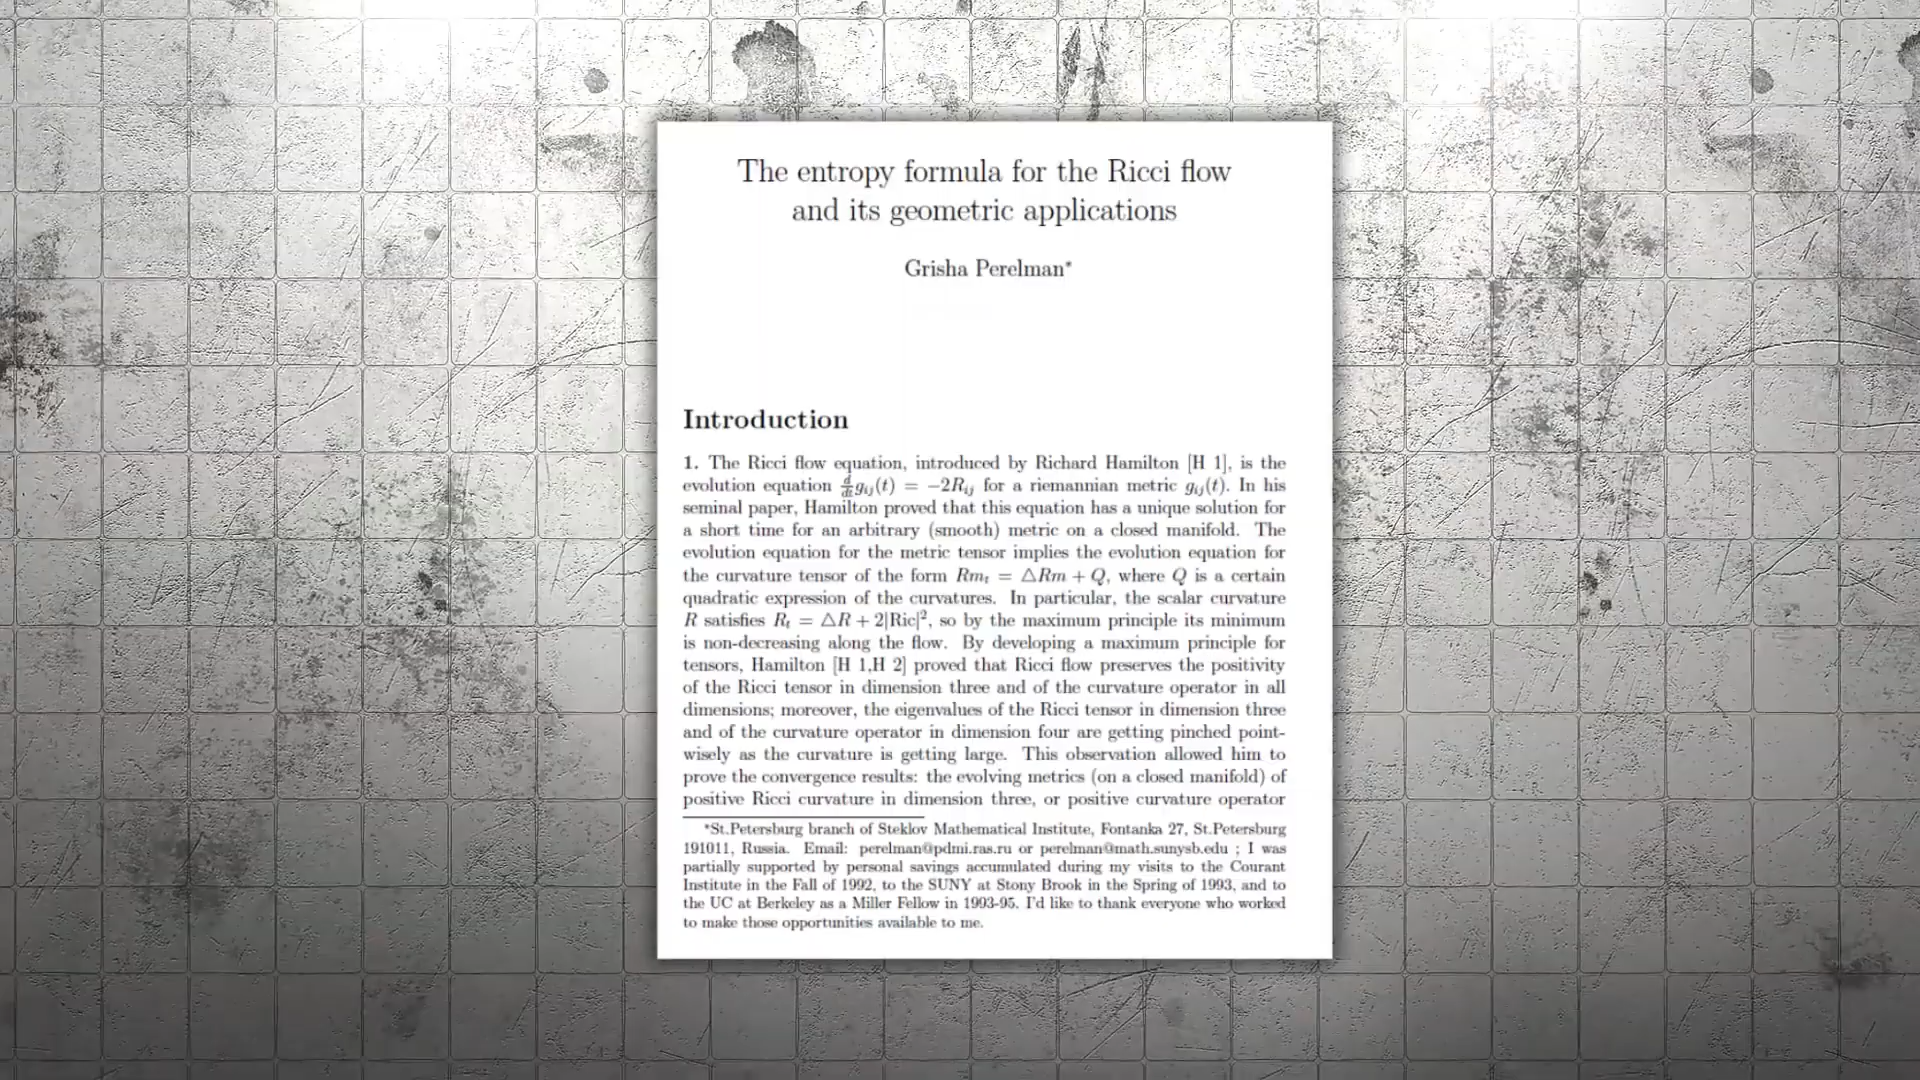 The entropy formula for the Ricci flow
and its geometric applications
Grisha Perelman*
Introduction
1. The Ricci flow equation, introduced by Richard Hamilton [H 1], is the
evolution equation d/dt gij(t) = −2Rij for a riemannian metric gij(t). In his
seminal paper, Hamilton proved that this equation has a unique solution for
a short time for an arbitrary (smooth) metric on a closed manifold. The
evolution equation for the metric tensor implies the evolution equation for
the curvature tensor of the form Rmt = △Rm + Q, where Q is a certain
quadratic expression of the curvatures. In particular, the scalar curvature
R satisfies Rt = △R + 2|Ric|², so by the maximum principle its minimum
is non-decreasing along the flow. By developing a maximum principle for
tensors, Hamilton [H 1,H 2] proved that Ricci flow preserves the positivity
of the Ricci tensor in dimension three and of the curvature operator in all
dimensions; moreover, the eigenvalues of the Ricci tensor in dimension three
and of the curvature operator in dimension four are getting pinched point-
wisely as the curvature is getting large. This observation allowed him to
prove the convergence results: the evolving metrics (on a closed manifold) of
positive Ricci curvature in dimension three, or positive curvature operator
*St.Petersburg branch of Steklov Mathematical Institute, Fontanka 27, St.Petersburg
191011, Russia. Email: perelman@pdmi.ras.ru or perelman@math.sunysb.edu ; I was
partially supported by personal savings accumulated during my visits to the Courant
Institute in the Fall of 1992, to the SUNY at Stony Brook in the Spring of 1993, and to
the UC at Berkeley as a Miller Fellow in 1993-95. I'd like to thank everyone who worked
to make those opportunities available to me.